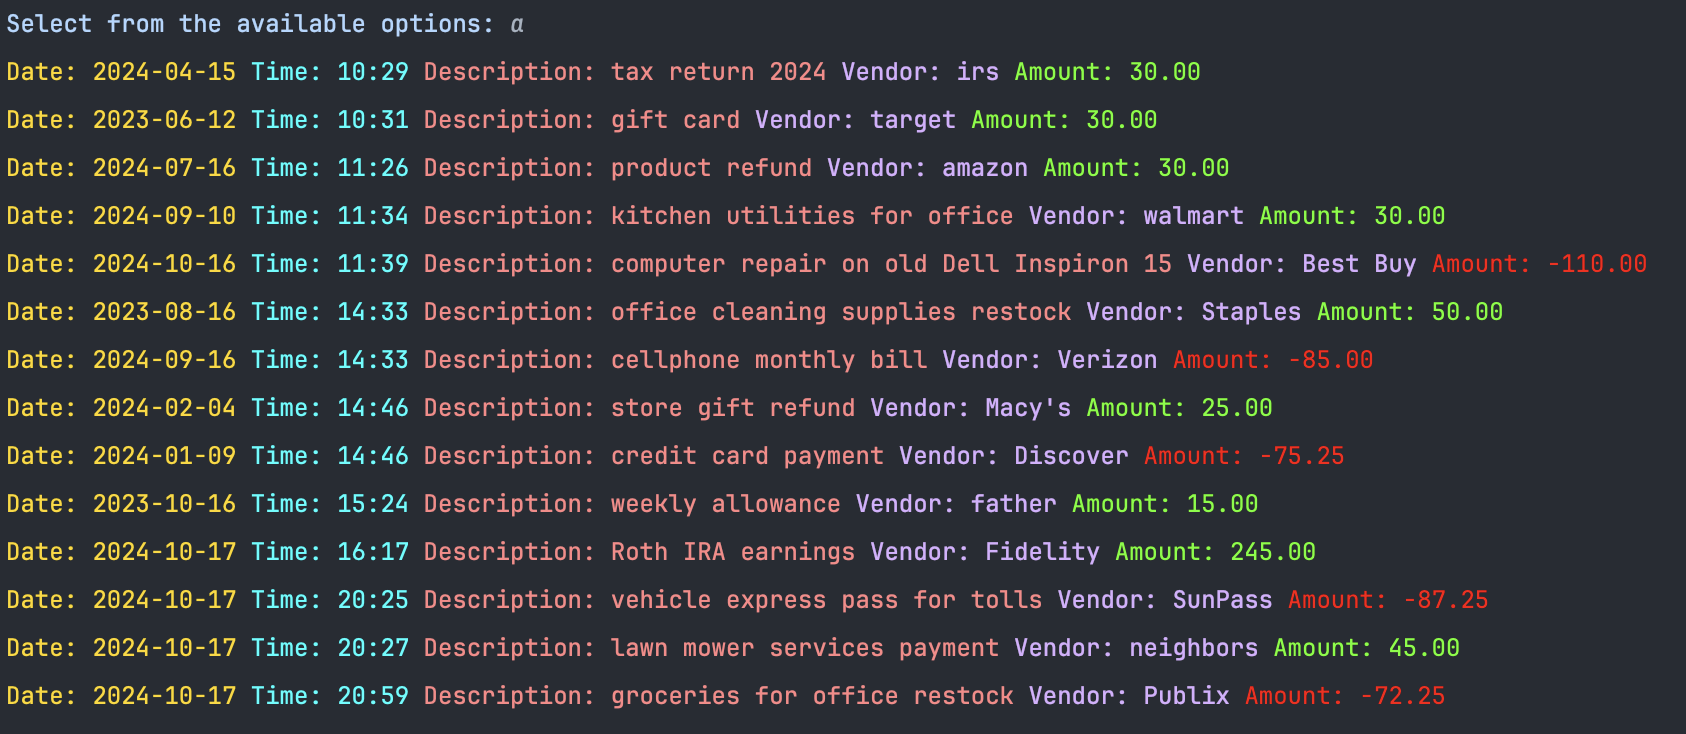 Select from the available options: a
Date: 2024-04-15 Time: 10:29 Description: tax return 2024 Vendor: irs Amount: 30.00
Date: 2023-06-12 Time: 10:31 Description: gift card Vendor: target Amount: 30.00
Date: 2024-07-16 Time: 11:26 Description: product refund Vendor: amazon Amount: 30.00
Date: 2024-09-10 Time: 11:34 Description: kitchen utilities for office Vendor: walmart Amount: 30.00
Date: 2024-10-16 Time: 11:39 Description: computer repair on old Dell Inspiron 15 Vendor: Best Buy Amount: -110.00
Date: 2023-08-16 Time: 14:33 Description: office cleaning supplies restock Vendor: Staples Amount: 50.00
Date: 2024-09-16 Time: 14:33 Description: cellphone monthly bill Vendor: Verizon Amount: -85.00
Date: 2024-02-04 Time: 14:46 Description: store gift refund Vendor: Macy's Amount: 25.00
Date: 2024-01-09 Time: 14:46 Description: credit card payment Vendor: Discover Amount: -75.25
Date: 2023-10-16 Time: 15:24 Description: weekly allowance Vendor: father Amount: 15.00
Date: 2024-10-17 Time: 16:17 Description: Roth IRA earnings Vendor: Fidelity Amount: 245.00
Date: 2024-10-17 Time: 20:25 Description: vehicle express pass for tolls Vendor: SunPass Amount: -87.25
Date: 2024-10-17 Time: 20:27 Description: lawn mower services payment Vendor: neighbors Amount: 45.00
Date: 2024-10-17 Time: 20:59 Description: groceries for office restock Vendor: Publix Amount: -72.25